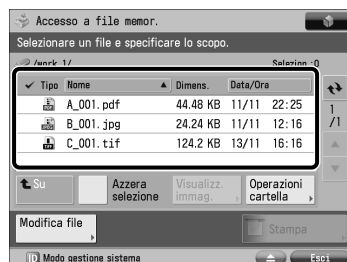 Accesso a file memor.
Selezionare un file e specificare lo scopo.
/work 1/ Selezion.:0
✓ Tipo Nome ▲ Dimens. Data/Ora
A_001.pdf 44.48 KB 11/11 22:25
B_001.jpg 24.24 KB 11/11 12:16
C_001.tif 124.2 KB 13/11 16:16
1
/1
Su
Azzera selezione
Visualizz. immag.
Operazioni cartella
Modifica file
Stampa
Modo gestione sistema
Esci